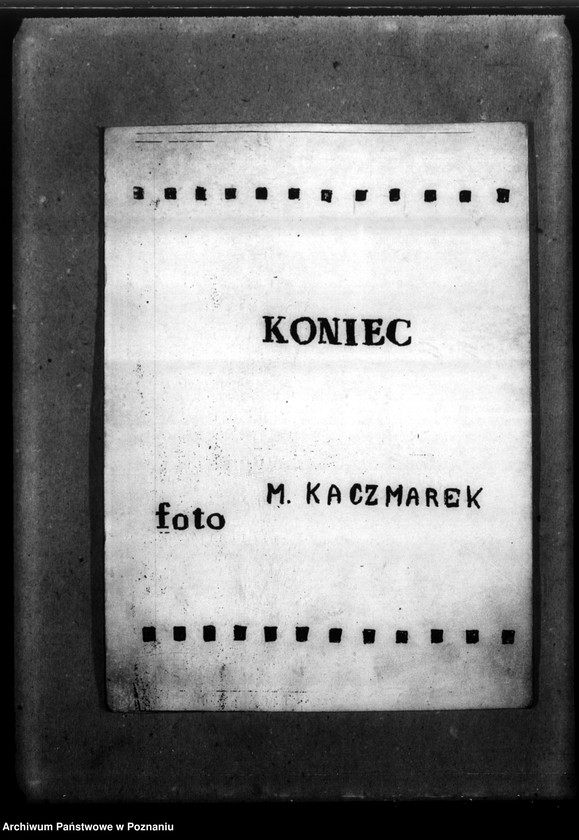 KONIEC
M. KACZMAREK
foto
Archiwum Państwowe w Poznaniu